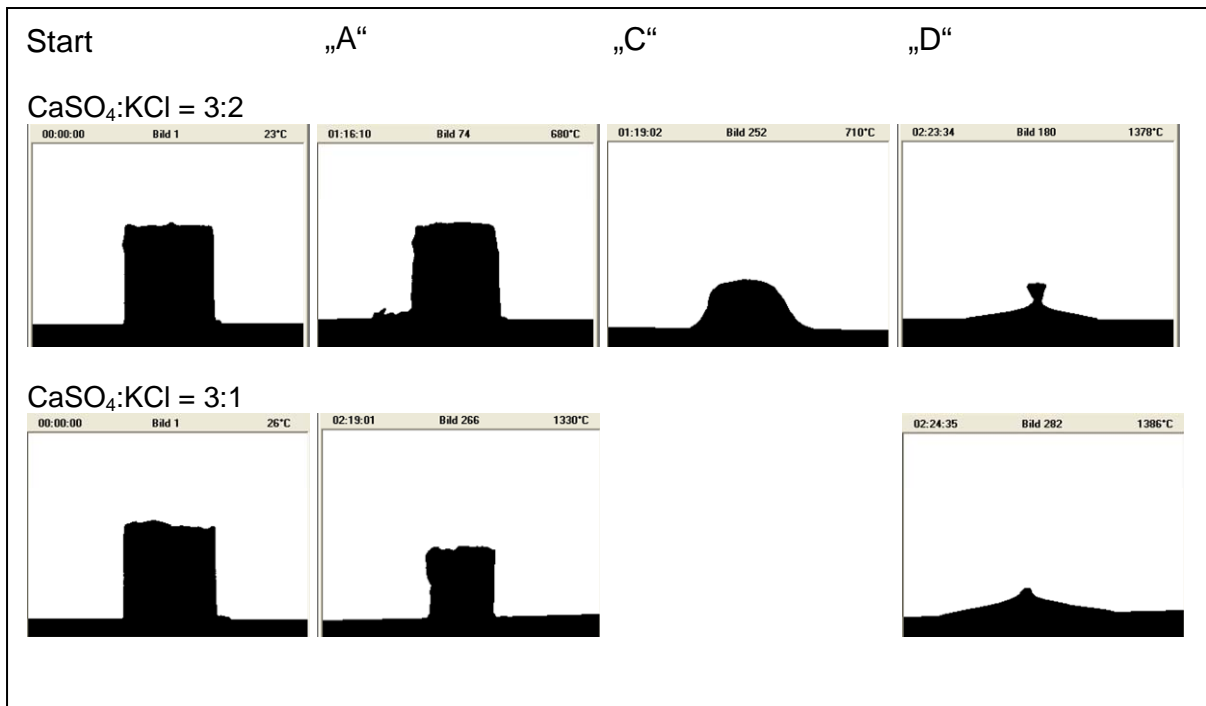 Start „A“ „C“ „D“
CaSO₄:KCl = 3:2
00:00:00 Bild 1 23°C 01:16:10 Bild 74 680°C 01:19:02 Bild 252 710°C 02:23:34 Bild 180 1378°C
CaSO₄:KCl = 3:1
00:00:00 Bild 1 26°C 02:19:01 Bild 266 1330°C 02:24:35 Bild 282 1386°C